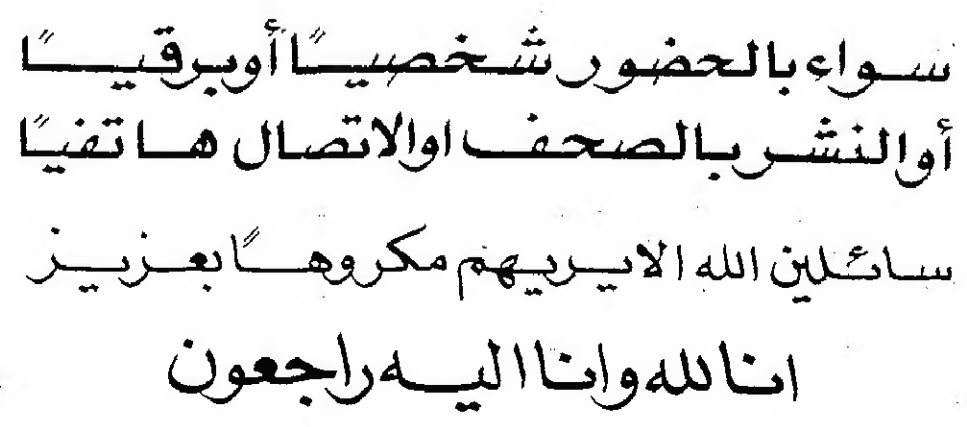 سواء بالحضور شخصيًا أو برقيًا
أو النشر بالصحف او الاتصال هاتفيًا
سائلين الله الا يريهم مكروهًا بعزيز
انا لله وانا اليه راجعون